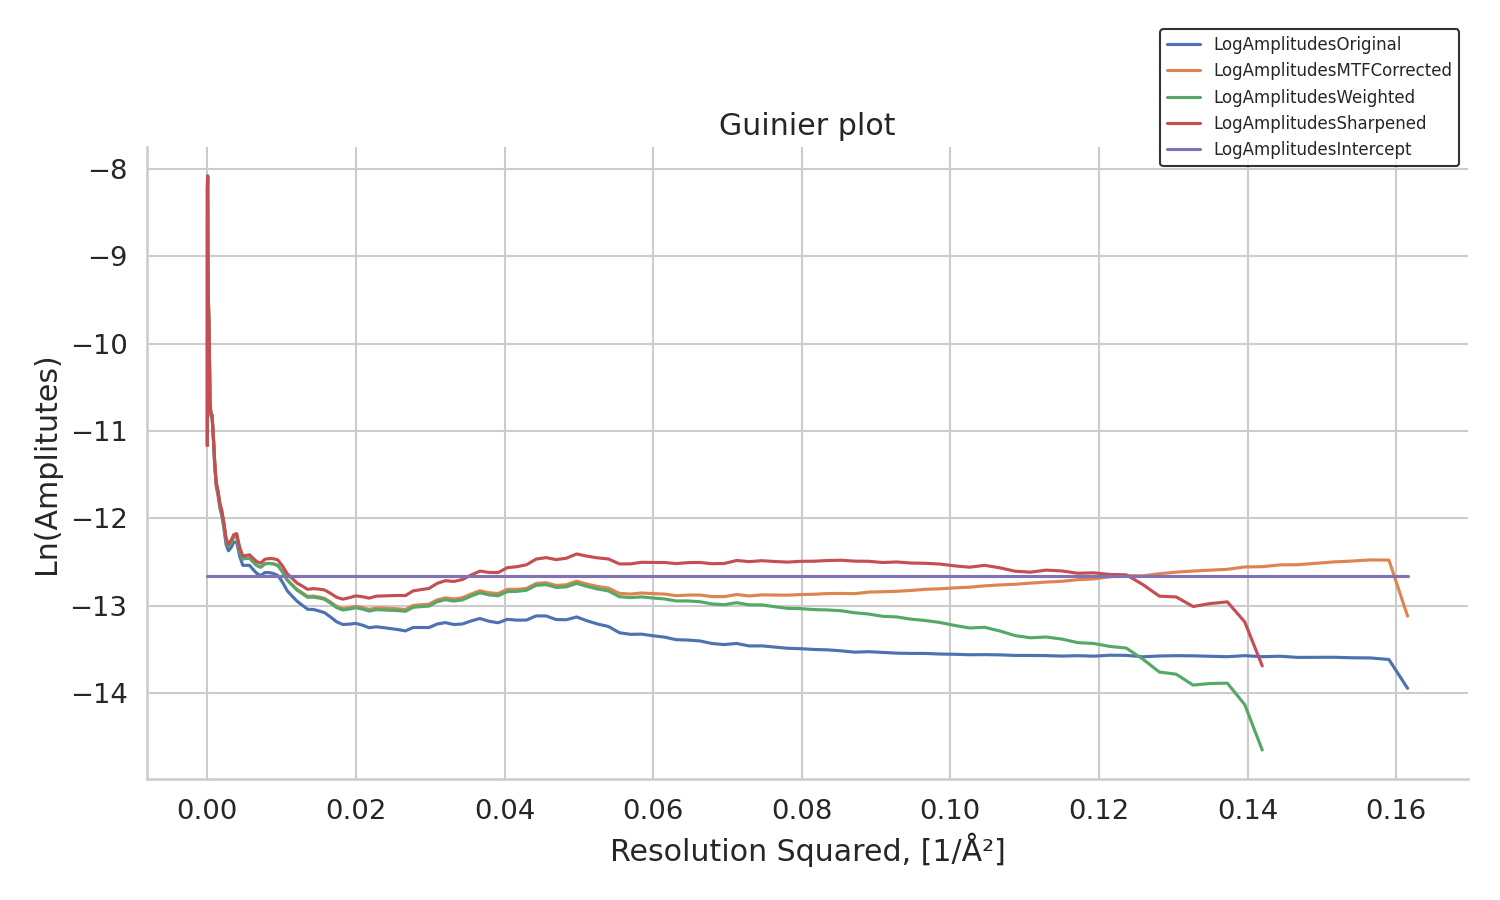 LogAmplitudesOriginal
LogAmplitudesMTFCorrected
LogAmplitudesWeighted
LogAmplitudesSharpened
LogAmplitudesIntercept
Guinier plot
Ln(Amplitutes)
−8
−9
−10
−11
−12
−13
−14
0.00 0.02 0.04 0.06 0.08 0.10 0.12 0.14 0.16
Resolution Squared, [1/Å²]